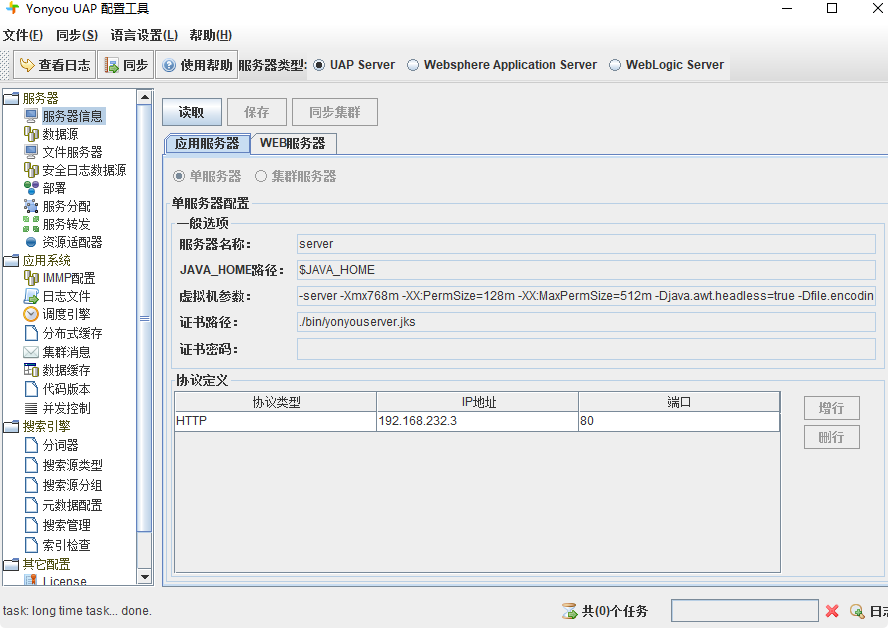 Yonyou UAP 配置工具
文件(F) 同步(S) 语言设置(L) 帮助(H)
查看日志 同步 使用帮助 服务器类型: UAP Server Websphere Application Server WebLogic Server
服务器
服务器信息
数据源
文件服务器
安全日志数据源
部署
服务分配
服务转发
资源适配器
应用系统
IMMP配置
日志文件
调度引擎
分布式缓存
集群消息
数据缓存
代码版本
并发控制
搜索引擎
分词器
搜索源类型
搜索源分组
元数据配置
搜索管理
索引检查
其它配置
License
读取 保存 同步集群
应用服务器 WEB服务器
单服务器 集群服务器
单服务器配置
一般选项
服务器名称: server
JAVA_HOME路径: $JAVA_HOME
虚拟机参数: -server -Xmx768m -XX:PermSize=128m -XX:MaxPermSize=512m -Djava.awt.headless=true -Dfile.encodin
证书路径: ./bin/yonyouserver.jks
证书密码:
协议定义
协议类型 IP地址 端口
HTTP 192.168.232.3 80
增行
删行
task: long time task... done. 共(0)个任务 日志